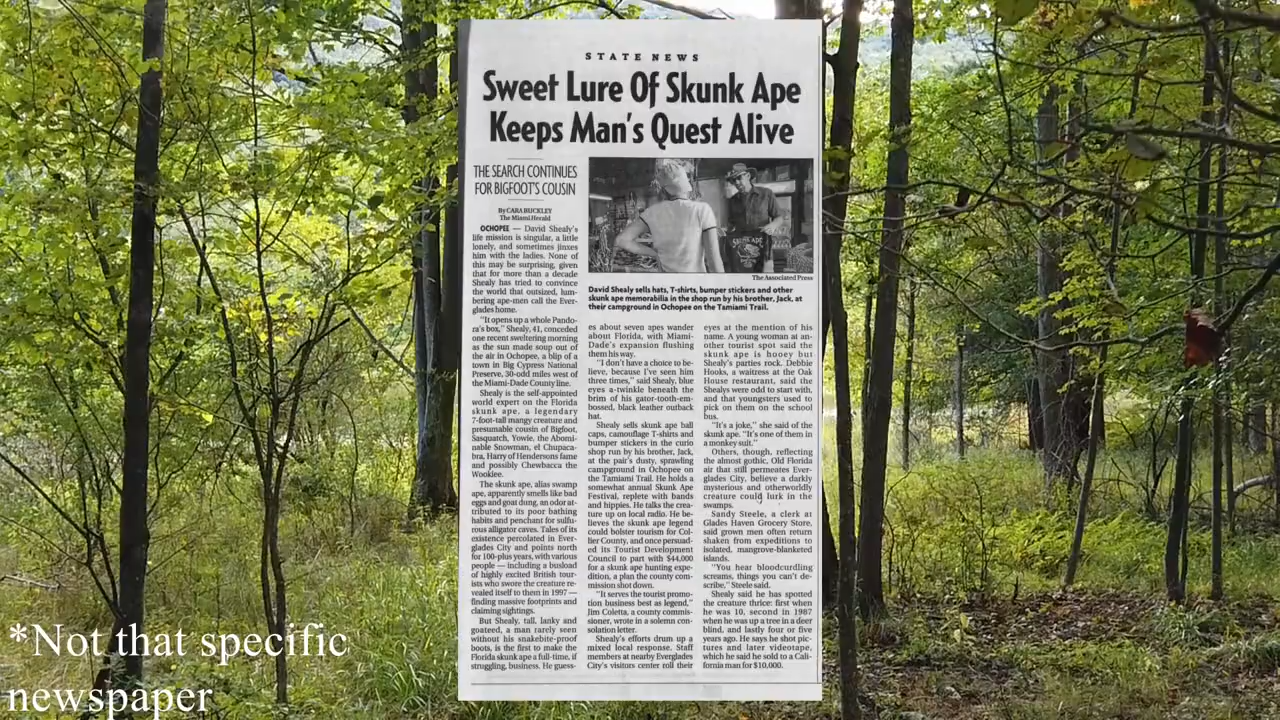 STATE NEWS
Sweet Lure Of Skunk Ape
Keeps Man's Quest Alive
THE SEARCH CONTINUES
FOR BIGFOOT'S COUSIN
By CARA BUCKLEY
The Miami Herald
OCHOPEE — David Shealy's
life mission is singular, a little
lonely, and sometimes jinxes
him with the ladies. None of
this may be surprising, given
that for more than a decade
Shealy has tried to convince
the world that outsized, lum-
bering ape-men call the Ever-
glades home.
"It opens up a whole Pando-
ra's box," Shealy, 41, conceded
one recent sweltering morning
as the sun made soup out of
the air in Ochopee, a blip of a
town in Big Cypress National
Preserve, 30-odd miles west of
the Miami-Dade County line.
Shealy is the self-appointed
world expert on the Florida
skunk ape, a legendary
7-foot-tall mangy creature and
presumable cousin of Bigfoot,
Sasquatch, Yowie, the Abomi-
nable Snowman, el Chupaca-
bra, Harry of Hendersons fame
and possibly Chewbacca the
Wookiee.
The skunk ape, alias swamp
ape, apparently smells like bad
eggs and goat dung, an odor at-
tributed to its poor bathing
habits and penchant for sulfu-
rous alligator caves. Tales of its
existence percolated in Ever-
glades City and points north
for 100-plus years, with various
people — including a busload
of highly excited British tour-
ists who swore the creature re-
vealed itself to them in 1997 —
finding massive footprints and
claiming sightings.
But Shealy, tall, lanky and
goateed, a man rarely seen
without his snakebite-proof
boots, is the first to make the
Florida skunk ape a full-time, if
struggling, business. He guess-
The Associated Press
David Shealy sells hats, T-shirts, bumper stickers and other
skunk ape memorabilia in the shop run by his brother, Jack, at
their campground in Ochopee on the Tamiami Trail.
es about seven apes wander
about Florida, with Miami-
Dade's expansion flushing
them his way.
"I don't have a choice to be-
lieve, because I've seen him
three times," said Shealy, blue
eyes a-twinkle beneath the
brim of his gator-tooth-em-
bossed, black leather outback
hat.
Shealy sells skunk ape ball
caps, camouflage T-shirts and
bumper stickers in the curio
shop run by his brother, Jack,
at the pair's dusty, sprawling
campground in Ochopee on
the Tamiami Trail. He holds a
somewhat annual Skunk Ape
Festival, replete with bands
and hippies. He talks the crea-
ture up on local radio. He be-
lieves the skunk ape legend
could bolster tourism for Col-
lier County, and once persuad-
ed its Tourist Development
Council to part with $44,000
for a skunk ape hunting expe-
dition, a plan the county com-
mission shot down.
"It serves the tourist promo-
tion business best as legend,"
Jim Coletta, a county commis-
sioner, wrote in a solemn con-
solation letter.
Shealy's efforts drum up a
mixed local response. Staff
members at nearby Everglades
City's visitors center roll their
eyes at the mention of his
name. A young woman at an-
other tourist spot said the
skunk ape is hooey but
Shealy's parties rock. Debbie
Hooks, a waitress at the Oak
House restaurant, said the
Shealys were odd to start with,
and that youngsters used to
pick on them on the school
bus.
"It's a joke," she said of the
skunk ape. "It's one of them in
a monkey suit."
Others, though, reflecting
the almost gothic, Old Florida
air that still permeates Ever-
glades City, believe a darkly
mysterious and otherworldly
creature could lurk in the
swamps.
Sandy Steele, a clerk at
Glades Haven Grocery Store,
said grown men often return
shaken from expeditions to
isolated, mangrove-blanketed
islands.
"You hear bloodcurdling
screams, things you can't de-
scribe," Steele said.
Shealy said he has spotted
the creature thrice: first when
he was 10, second in 1987
when he was up a tree in a deer
blind, and lastly four or five
years ago. He says he shot pic-
tures and later videotape,
which he said he sold to a Cali-
fornia man for $10,000.
*Not that specific
newspaper